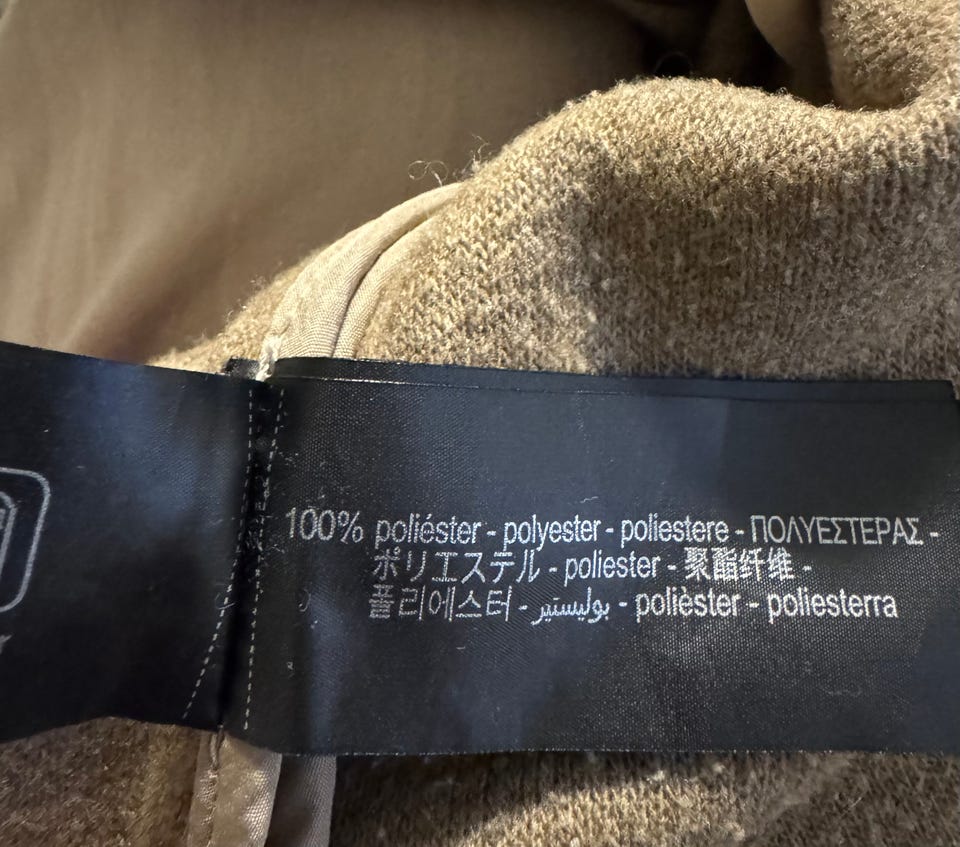 100% poliéster - polyester - poliestere - ΠΟΛΥΕΣΤΕΡΑΣ -
ポリエステル - poliester - 聚酯纤维 -
폴리에스터 - بوليستير - polièster - poliesterra